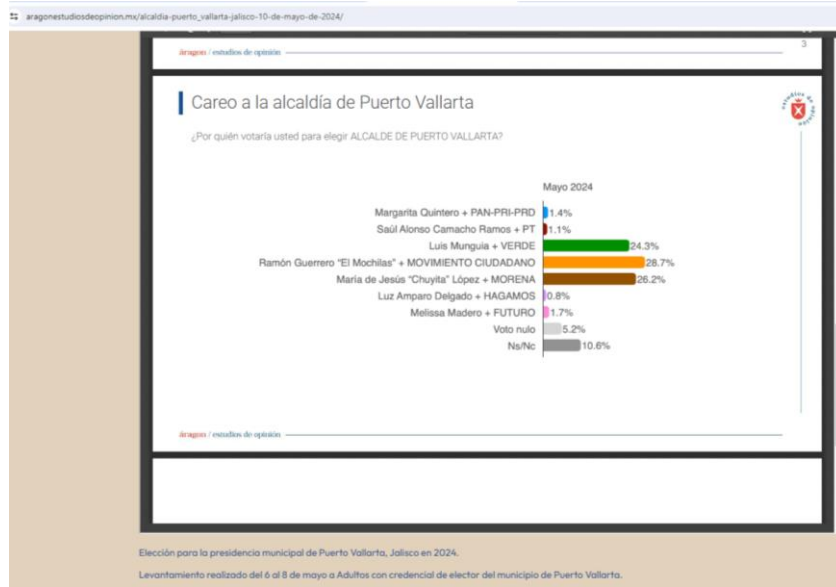 aragonestudiosdeopinion.mx/alcaldia-puerto_vallarta-jalisco-10-de-mayo-de-2024/
áragon / estudios de opinión
3
Careo a la alcaldía de Puerto Vallarta
estudios de opinión
¿Por quién votaría usted para elegir ALCALDE DE PUERTO VALLARTA?
Mayo 2024
Margarita Quintero + PAN-PRI-PRD 1.4%
Saúl Alonso Camacho Ramos + PT 1.1%
Luis Munguia + VERDE 24.3%
Ramón Guerrero "El Mochilas" + MOVIMIENTO CIUDADANO 28.7%
María de Jesús "Chuyita" López + MORENA 26.2%
Luz Amparo Delgado + HAGAMOS 0.8%
Melissa Madero + FUTURO 1.7%
Voto nulo 5.2%
Ns/Nc 10.6%
áragon / estudios de opinión
Elección para la presidencia municipal de Puerto Vallarta, Jalisco en 2024.
Levantamiento realizado del 6 al 8 de mayo a Adultos con credencial de elector del municipio de Puerto Vallarta.